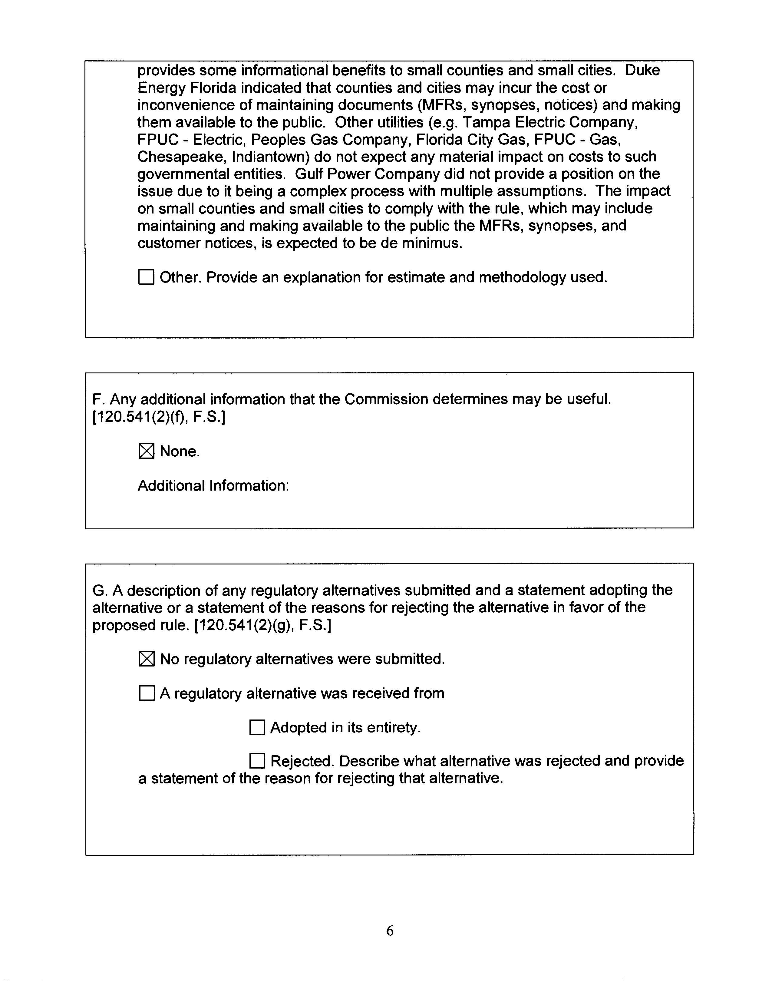 provides some informational benefits to small counties and small cities.  Duke
Energy Florida indicated that counties and cities may incur the cost or
inconvenience of maintaining documents (MFRs, synopses, notices) and making
them available to the public.  Other utilities (e.g. Tampa Electric Company,
FPUC - Electric, Peoples Gas Company, Florida City Gas, FPUC - Gas,
Chesapeake, Indiantown) do not expect any material impact on costs to such
governmental entities.  Gulf Power Company did not provide a position on the
issue due to it being a complex process with multiple assumptions.  The impact
on small counties and small cities to comply with the rule, which may include
maintaining and making available to the public the MFRs, synopses, and
customer notices, is expected to be de minimus.
☐ Other. Provide an explanation for estimate and methodology used.
F. Any additional information that the Commission determines may be useful.
[120.541(2)(f), F.S.]
☒ None.
Additional Information:
G. A description of any regulatory alternatives submitted and a statement adopting the
alternative or a statement of the reasons for rejecting the alternative in favor of the
proposed rule. [120.541(2)(g), F.S.]
☒ No regulatory alternatives were submitted.
☐ A regulatory alternative was received from
☐ Adopted in its entirety.
☐ Rejected. Describe what alternative was rejected and provide
a statement of the reason for rejecting that alternative.
6